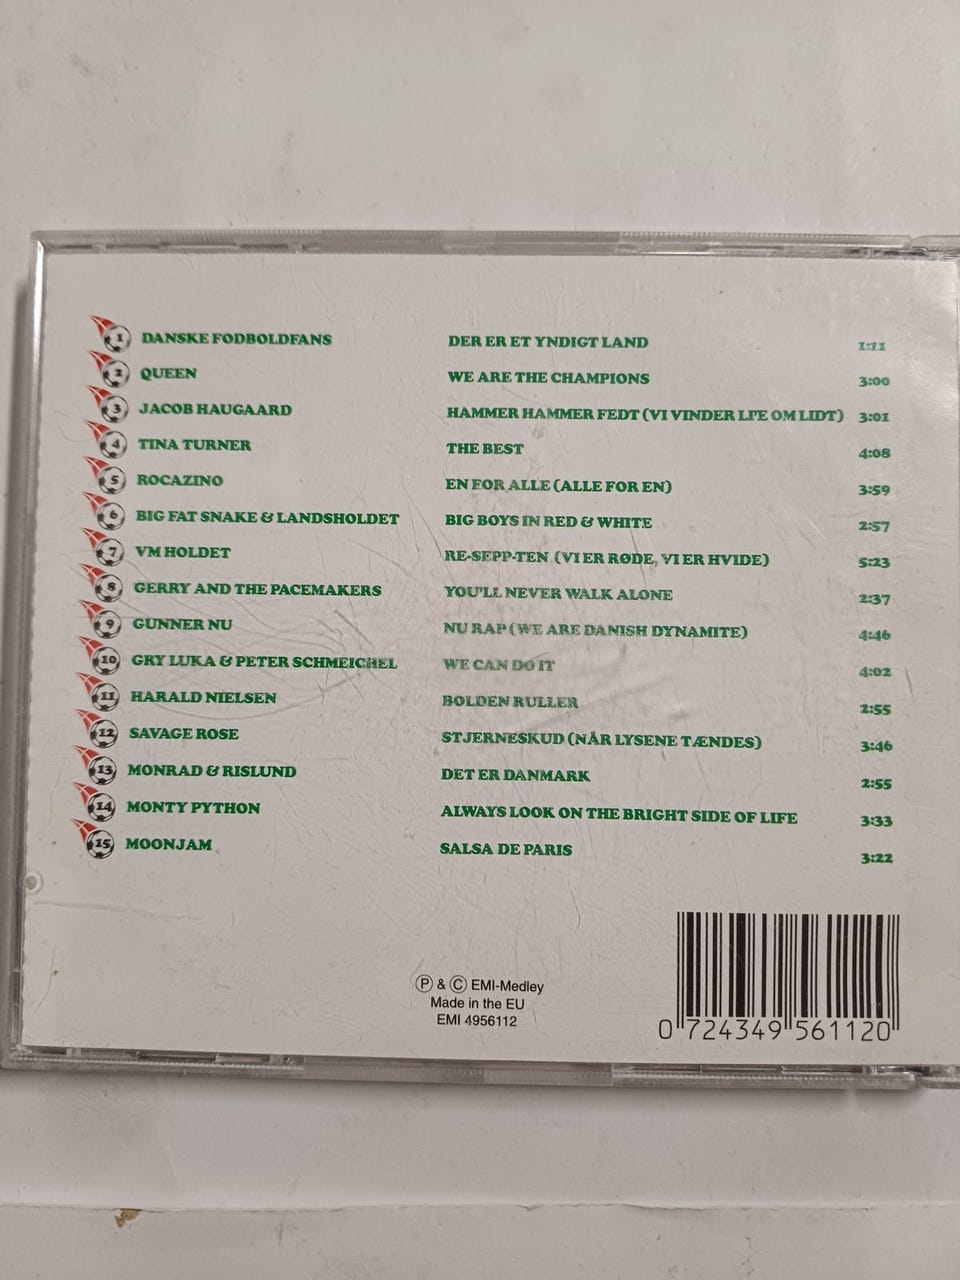 1 DANSKE FODBOLDFANS DER ER ET YNDIGT LAND 1:11
2 QUEEN WE ARE THE CHAMPIONS 3:00
3 JACOB HAUGAARD HAMMER HAMMER FEDT (VI VINDER LI'E OM LIDT) 3:01
4 TINA TURNER THE BEST 4:08
5 ROCAZINO EN FOR ALLE (ALLE FOR EN) 3:59
6 BIG FAT SNAKE & LANDSHOLDET BIG BOYS IN RED & WHITE 2:57
7 VM HOLDET RE-SEPP-TEN (VI ER RØDE, VI ER HVIDE) 5:23
8 GERRY AND THE PACEMAKERS YOU'LL NEVER WALK ALONE 2:37
9 GUNNER NU NU RAP (WE ARE DANISH DYNAMITE) 4:46
10 GRY LUKA & PETER SCHMEICHEL WE CAN DO IT 4:02
11 HARALD NIELSEN BOLDEN RULLER 2:55
12 SAVAGE ROSE STJERNESKUD (NÅR LYSENE TÆNDES) 3:46
13 MONRAD & RISLUND DET ER DANMARK 2:55
14 MONTY PYTHON ALWAYS LOOK ON THE BRIGHT SIDE OF LIFE 3:33
15 MOONJAM SALSA DE PARIS 3:22
Ⓟ & Ⓒ EMI-Medley
Made in the EU
EMI 4956112
0 724349 561120